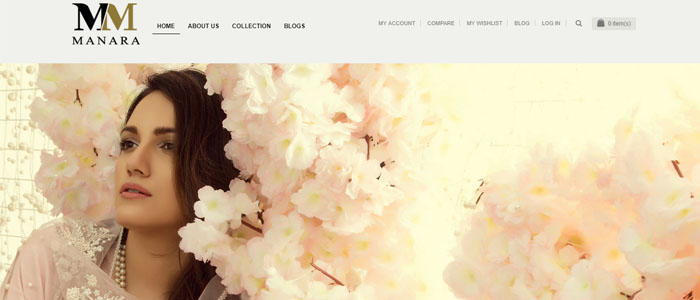 MM
MANARA
HOME ABOUT US COLLECTION BLOGS
MY ACCOUNT COMPARE MY WISHLIST BLOG LOG IN 0 item(s)